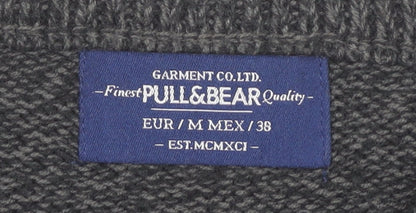 GARMENT CO.LTD.
- Finest PULL&BEAR Quality -
EUR / M MEX / 38
- EST.MCMXCI -